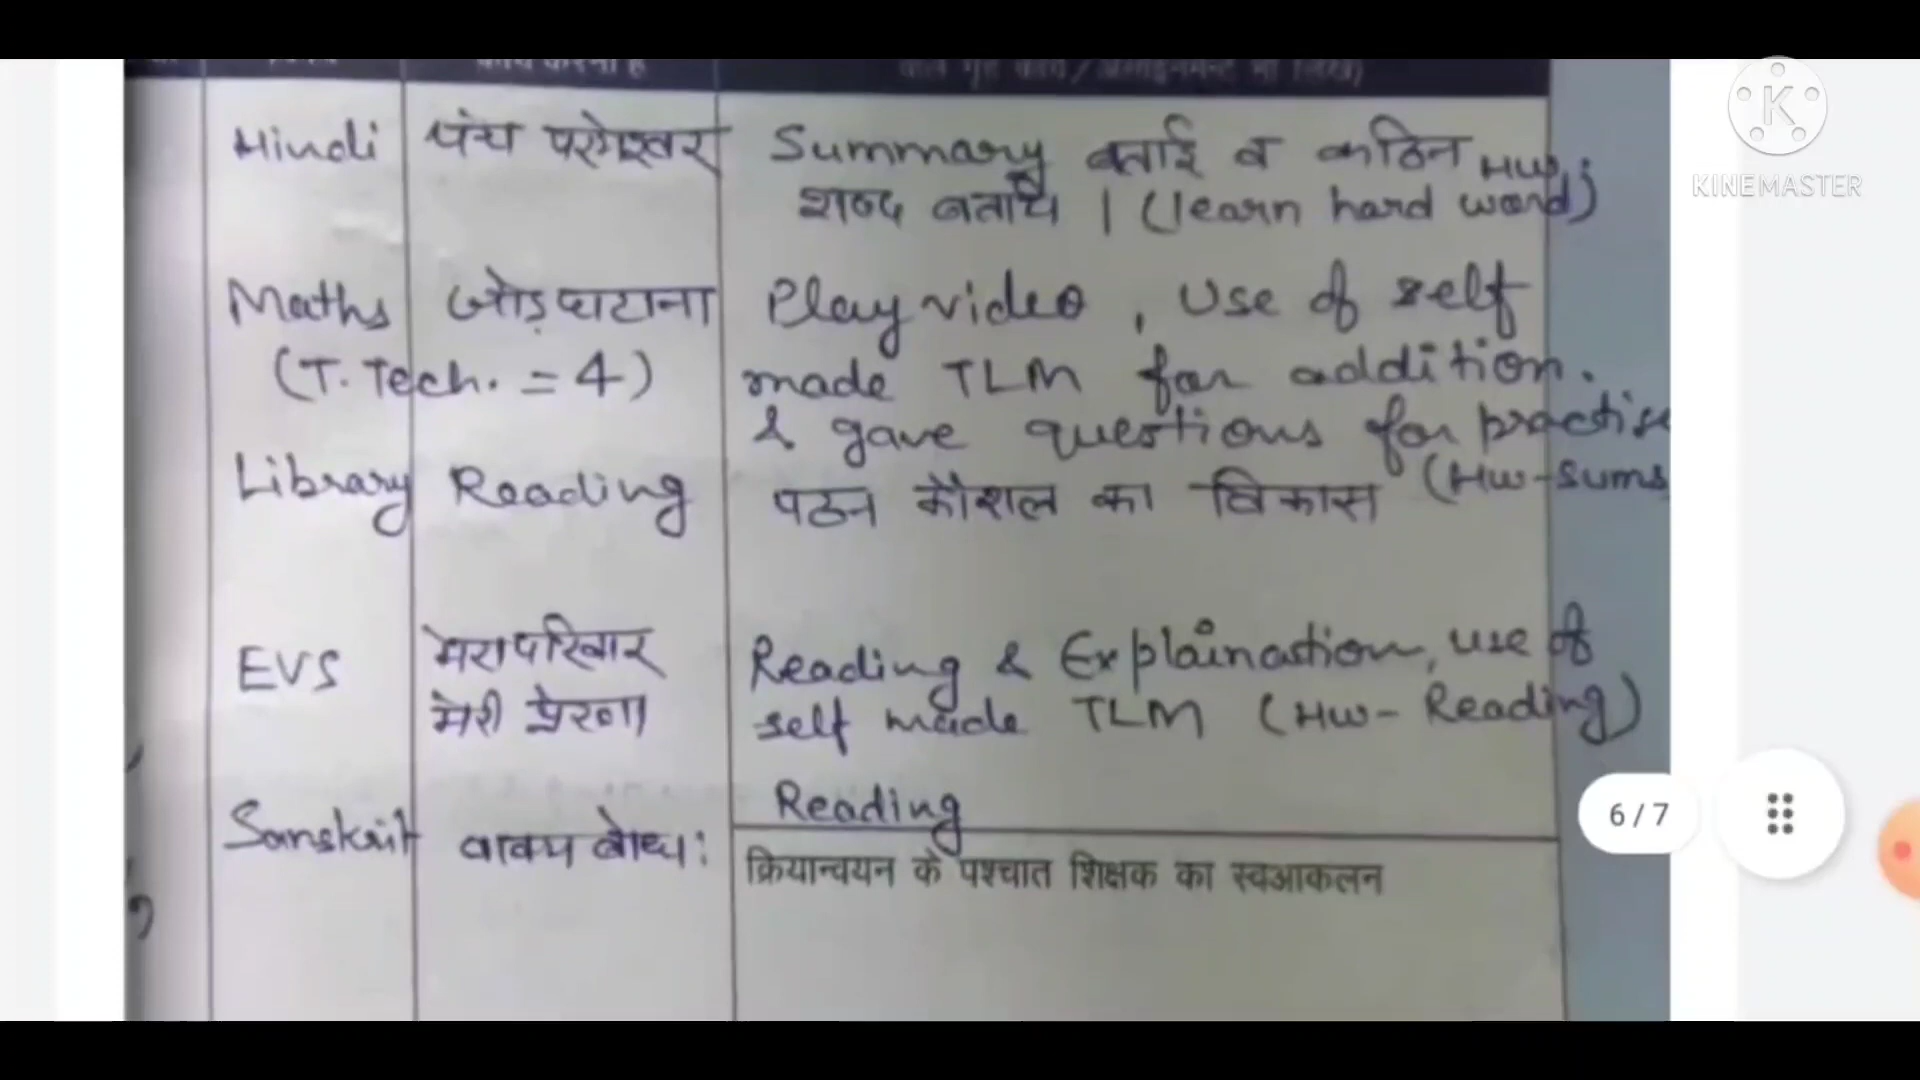 Hindi पंच परमेश्वर Summary बताई व कठिन HW:
शब्द बताये । (learn hard word)
Maths जोड़ घटाना Play video, Use of self
(T. Tech. = 4) made TLM for addition.
& gave questions for practise
Library Reading पठन कौशल का विकास (HW-sums
EVS मेरा परिवार Reading & Explaination, use of
मेरी प्रेरणा self made TLM (HW- Reading)
Reading
Sanskrit वाक्य बोध:
क्रियान्वयन के पश्चात शिक्षक का स्वआकलन
K
KINEMASTER
6 / 7